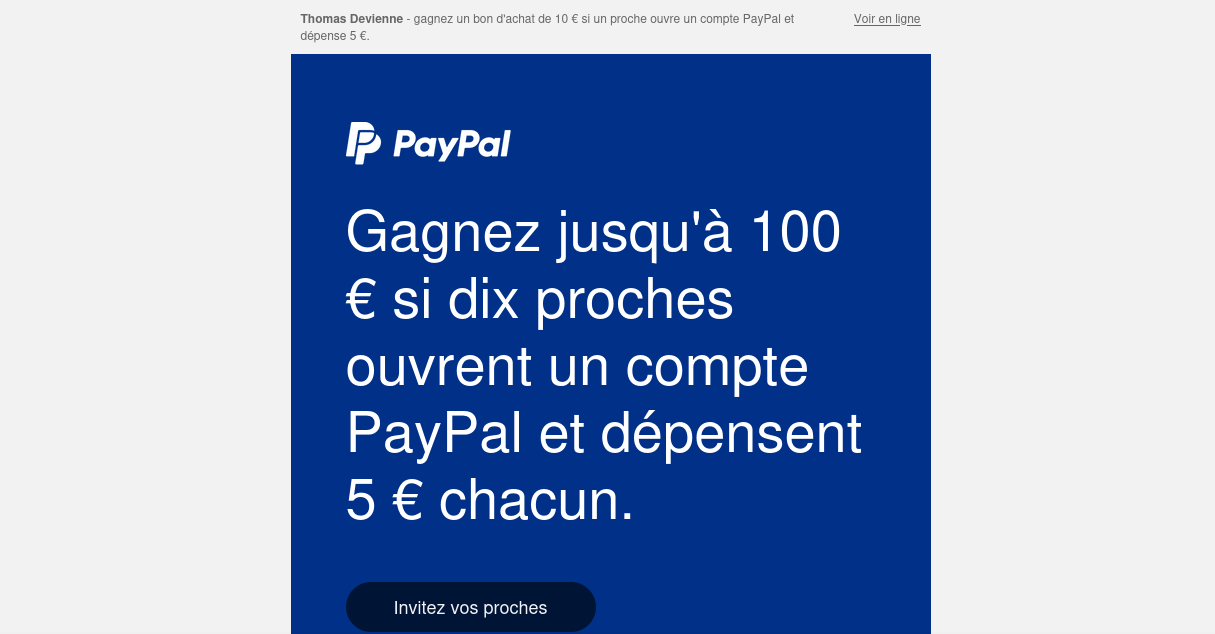 Thomas Devienne - gagnez un bon d'achat de 10 € si un proche ouvre un compte PayPal et
dépense 5 €.
Voir en ligne
PayPal
Gagnez jusqu'à 100
€ si dix proches
ouvrent un compte
PayPal et dépensent
5 € chacun.
Invitez vos proches